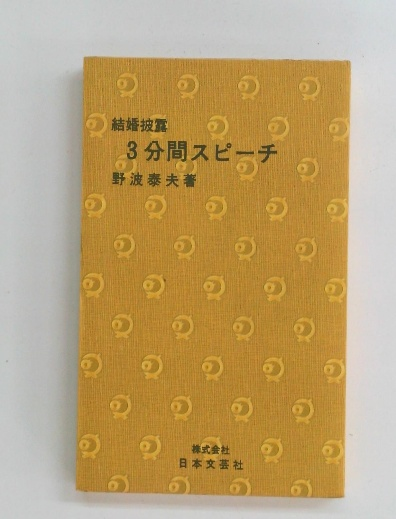 結婚披露
3分間スピーチ
野波泰夫著
株式会社
日本文芸社